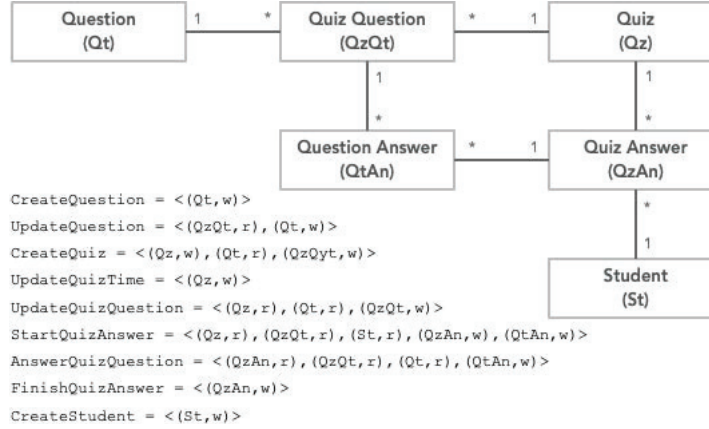 Question
(Qt)
1
*
Quiz Question
(QzQt)
*
1
Quiz
(Qz)
1
*
1
*
Question Answer
(QtAn)
*
1
Quiz Answer
(QzAn)
*
1
Student
(St)
CreateQuestion = <(Qt,w)>
UpdateQuestion = <(QzQt,r),(Qt,w)>
CreateQuiz = <(Qz,w),(Qt,r),(QzQyt,w)>
UpdateQuizTime = <(Qz,w)>
UpdateQuizQuestion = <(Qz,r),(Qt,r),(QzQt,w)>
StartQuizAnswer = <(Qz,r),(QzQt,r),(St,r),(QzAn,w),(QtAn,w)>
AnswerQuizQuestion = <(QzAn,r),(QzQt,r),(Qt,r),(QtAn,w)>
FinishQuizAnswer = <(QzAn,w)>
CreateStudent = <(St,w)>